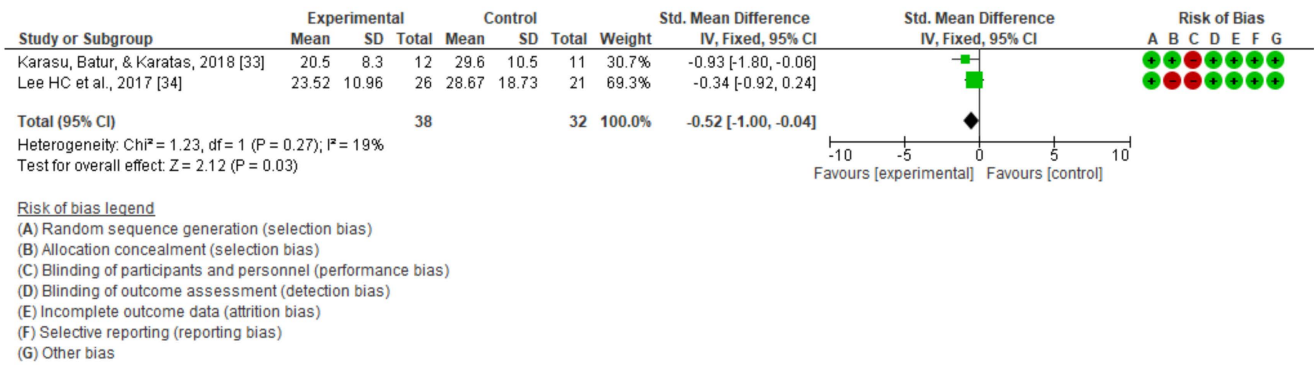 Experimental Control Std. Mean Difference Std. Mean Difference Risk of Bias
Study or Subgroup Mean SD Total Mean SD Total Weight IV, Fixed, 95% CI IV, Fixed, 95% CI A B C D E F G
Karasu, Batur, & Karatas, 2018 [33] 20.5 8.3 12 29.6 10.5 11 30.7% -0.93 [-1.80, -0.06] + + - + + + +
Lee HC et al., 2017 [34] 23.52 10.96 26 28.67 18.73 21 69.3% -0.34 [-0.92, 0.24] + - - + + + +
Total (95% CI) 38 32 100.0% -0.52 [-1.00, -0.04]
Heterogeneity: Chi² = 1.23, df = 1 (P = 0.27); I² = 19%
Test for overall effect: Z = 2.12 (P = 0.03)
-10 -5 0 5 10
Favours [experimental] Favours [control]
Risk of bias legend
(A) Random sequence generation (selection bias)
(B) Allocation concealment (selection bias)
(C) Blinding of participants and personnel (performance bias)
(D) Blinding of outcome assessment (detection bias)
(E) Incomplete outcome data (attrition bias)
(F) Selective reporting (reporting bias)
(G) Other bias